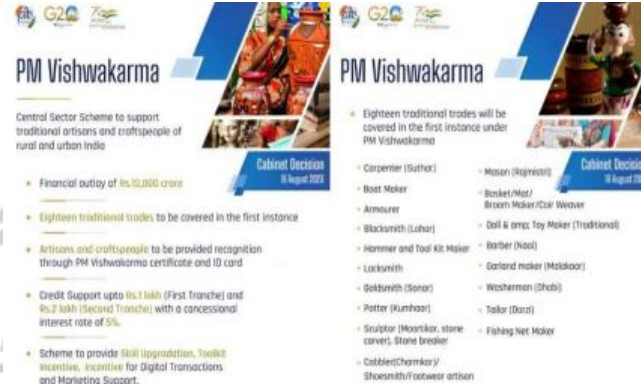 G20
PM Vishwakarma
Central Sector Scheme to support
traditional artisans and craftspeople of
rural and urban India
Cabinet Decision
16 August 2023
Financial outlay of Rs.13,000 crore
Eighteen traditional trades to be covered in the first instance
Artisans and craftspeople to be provided recognition
through PM Vishwakarma certificate and ID card
Credit Support upto Rs.1 lakh (First Tranche) and
Rs.2 lakh (Second Tranche) with a concessional
interest rate of 5%.
Scheme to provide Skill Upgradation, Toolkit
Incentive, incentive for Digital Transactions
and Marketing Support.
G20
PM Vishwakarma
Eighteen traditional trades will be
covered in the first instance under
PM Vishwakarma
Cabinet Decisio
16 August 20
Carpenter (Suthar)
Boat Maker
Armourer
Blacksmith (Lohar)
Hammer and Tool Kit Maker
Locksmith
Goldsmith (Sonar)
Potter (Kumhaar)
Sculptor (Moortikar, stone
carver), Stone breaker
Cobbler(Charmkar)/
Shoesmith/Footwear artisan
Mason (Rajmistri)
Basket/Mat/
Broom Maker/Coir Weaver
Doll &amp; Toy Maker (Traditional)
Barber (Naai)
Garland maker (Malakaar)
Washerman (Dhobi)
Tailor (Darzi)
Fishing Net Maker